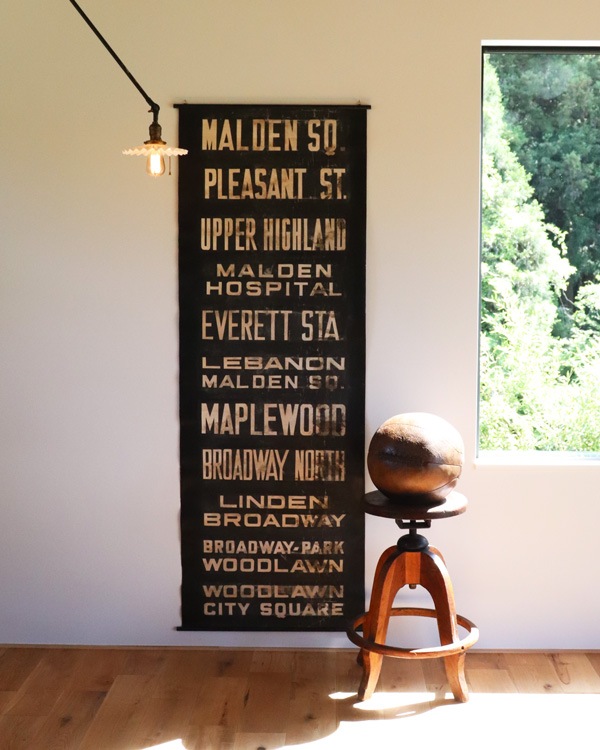 MALDEN SQ.
PLEASANT ST.
UPPER HIGHLAND
MALDEN
HOSPITAL
EVERETT STA
LEBANON
MALDEN SQ.
MAPLEWOOD
BROADWAY NORTH
LINDEN
BROADWAY
BROADWAY-PARK
WOODLAWN
WOODLAWN
CITY SQUARE